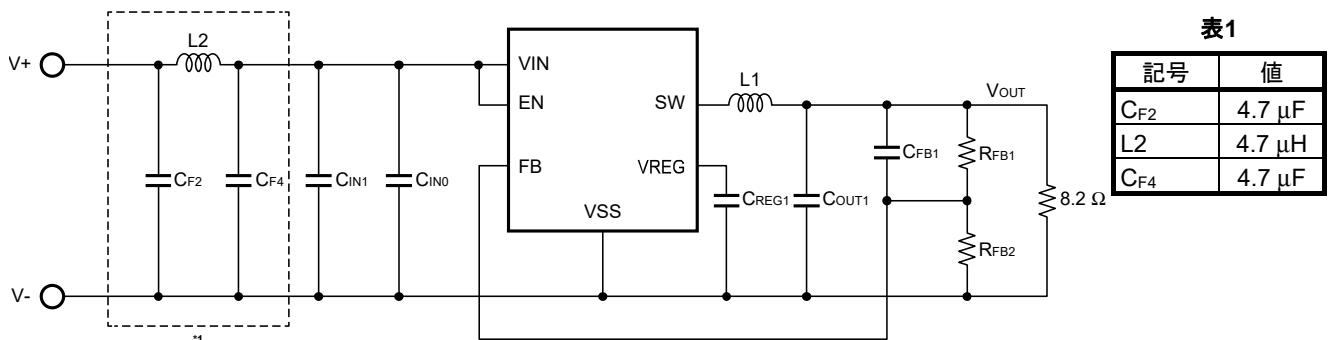 V+
L2
CF2
CF4
CIN1
CIN0
V-
*1
VIN
EN
FB
SW
VREG
VSS
L1
VOUT
CREG1
COUT1
CFB1
RFB1
RFB2
8.2 Ω
表1
記号 値
CF2 4.7 μF
L2 4.7 μH
CF4 4.7 μF